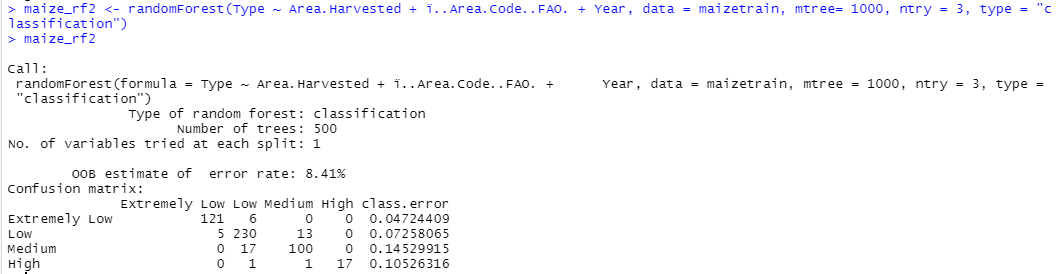 > maize_rf2 <- randomForest(Type ~ Area.Harvested + ï..Area.Code..FAO. + Year, data = maizetrain, mtree= 1000, ntry = 3, type = "c
lassification")
> maize_rf2
Call:
randomForest(formula = Type ~ Area.Harvested + ï..Area.Code..FAO. + Year, data = maizetrain, mtree = 1000, ntry = 3, type =
"classification")
Type of random forest: classification
Number of trees: 500
No. of variables tried at each split: 1
OOB estimate of error rate: 8.41%
Confusion matrix:
Extremely Low Low Medium High class.error
Extremely Low 121 6 0 0 0.04724409
Low 5 230 13 0 0.07258065
Medium 0 17 100 0 0.14529915
High 0 1 1 17 0.10526316